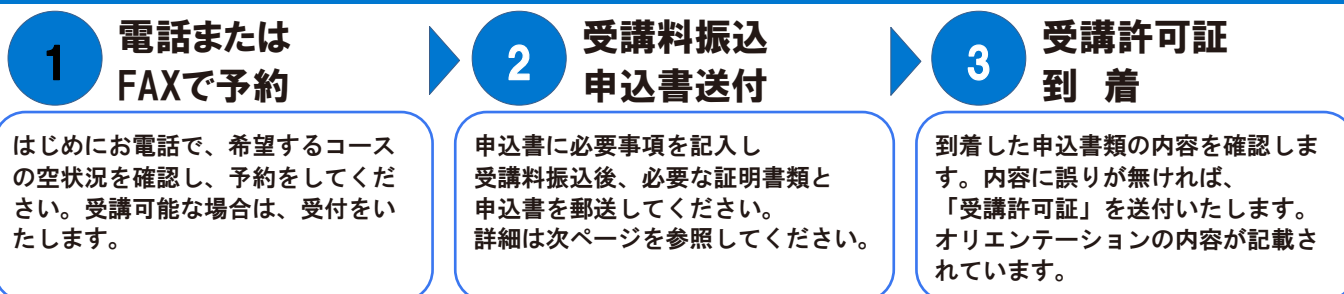 1
電話または
FAXで予約
はじめにお電話で、希望するコース
の空状況を確認し、予約をしてくだ
さい。受講可能な場合は、受付をい
たします。
2
受講料振込
申込書送付
申込書に必要事項を記入し
受講料振込後、必要な証明書類と
申込書を郵送してください。
詳細は次ページを参照してください。
3
受講許可証
到 着
到着した申込書類の内容を確認しま
す。内容に誤りが無ければ、
「受講許可証」を送付いたします。
オリエンテーションの内容が記載さ
れています。